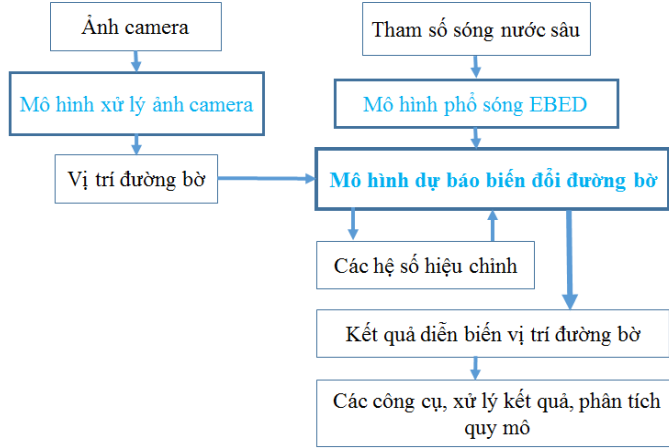 Ảnh camera
Tham số sóng nước sâu
Mô hình xử lý ảnh camera
Mô hình phổ sóng EBED
Vị trí đường bờ
Mô hình dự báo biến đổi đường bờ
Các hệ số hiệu chỉnh
Kết quả diễn biến vị trí đường bờ
Các công cụ, xử lý kết quả, phân tích
quy mô